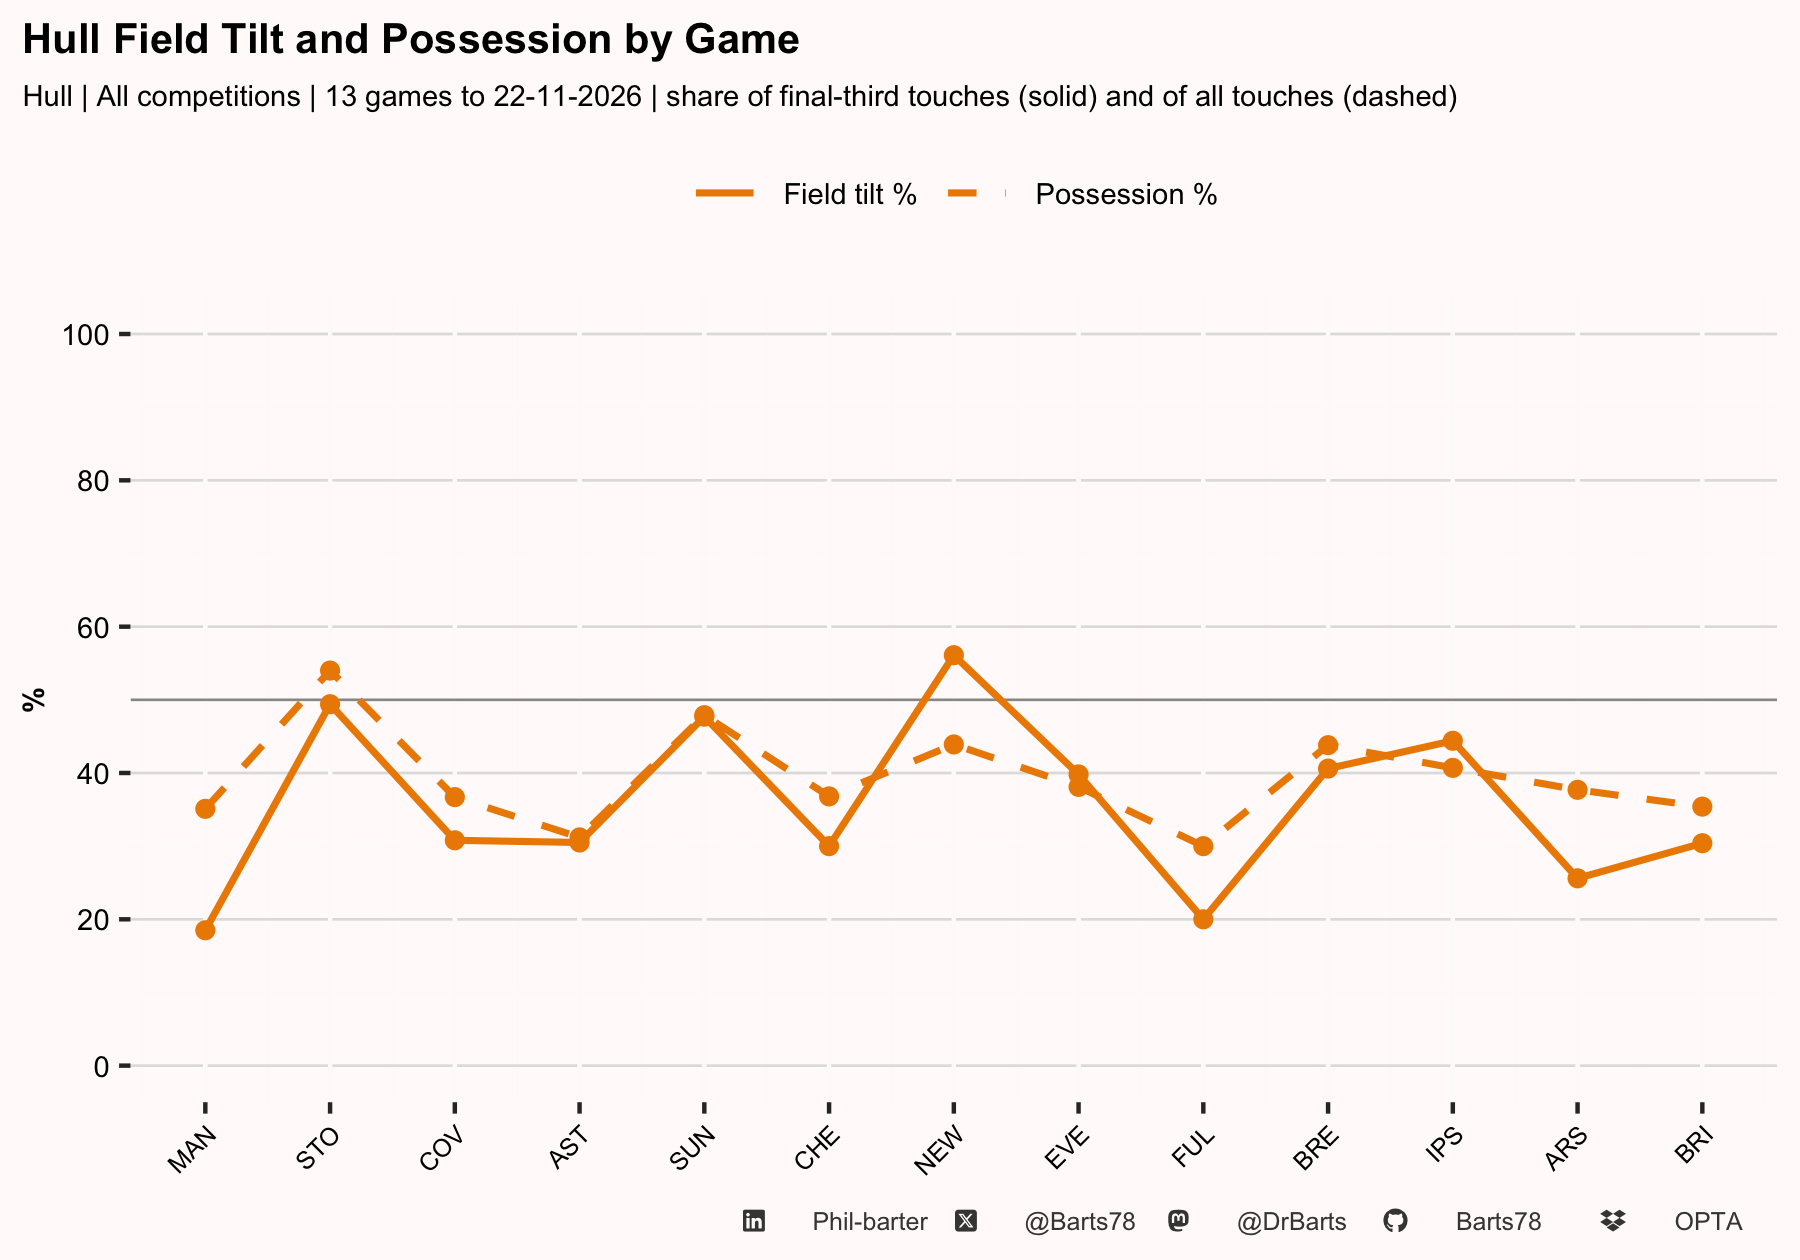 Hull Field Tilt and Possession by Game
Hull | All competitions | 13 games to 22-11-2026 | share of final-third touches (solid) and of all touches (dashed)
Field tilt % Possession %
100
80
60
40
20
0
%
MAN STO COV AST SUN CHE NEW EVE FUL BRE IPS ARS BRI
Phil-barter @Barts78 @DrBarts Barts78 OPTA